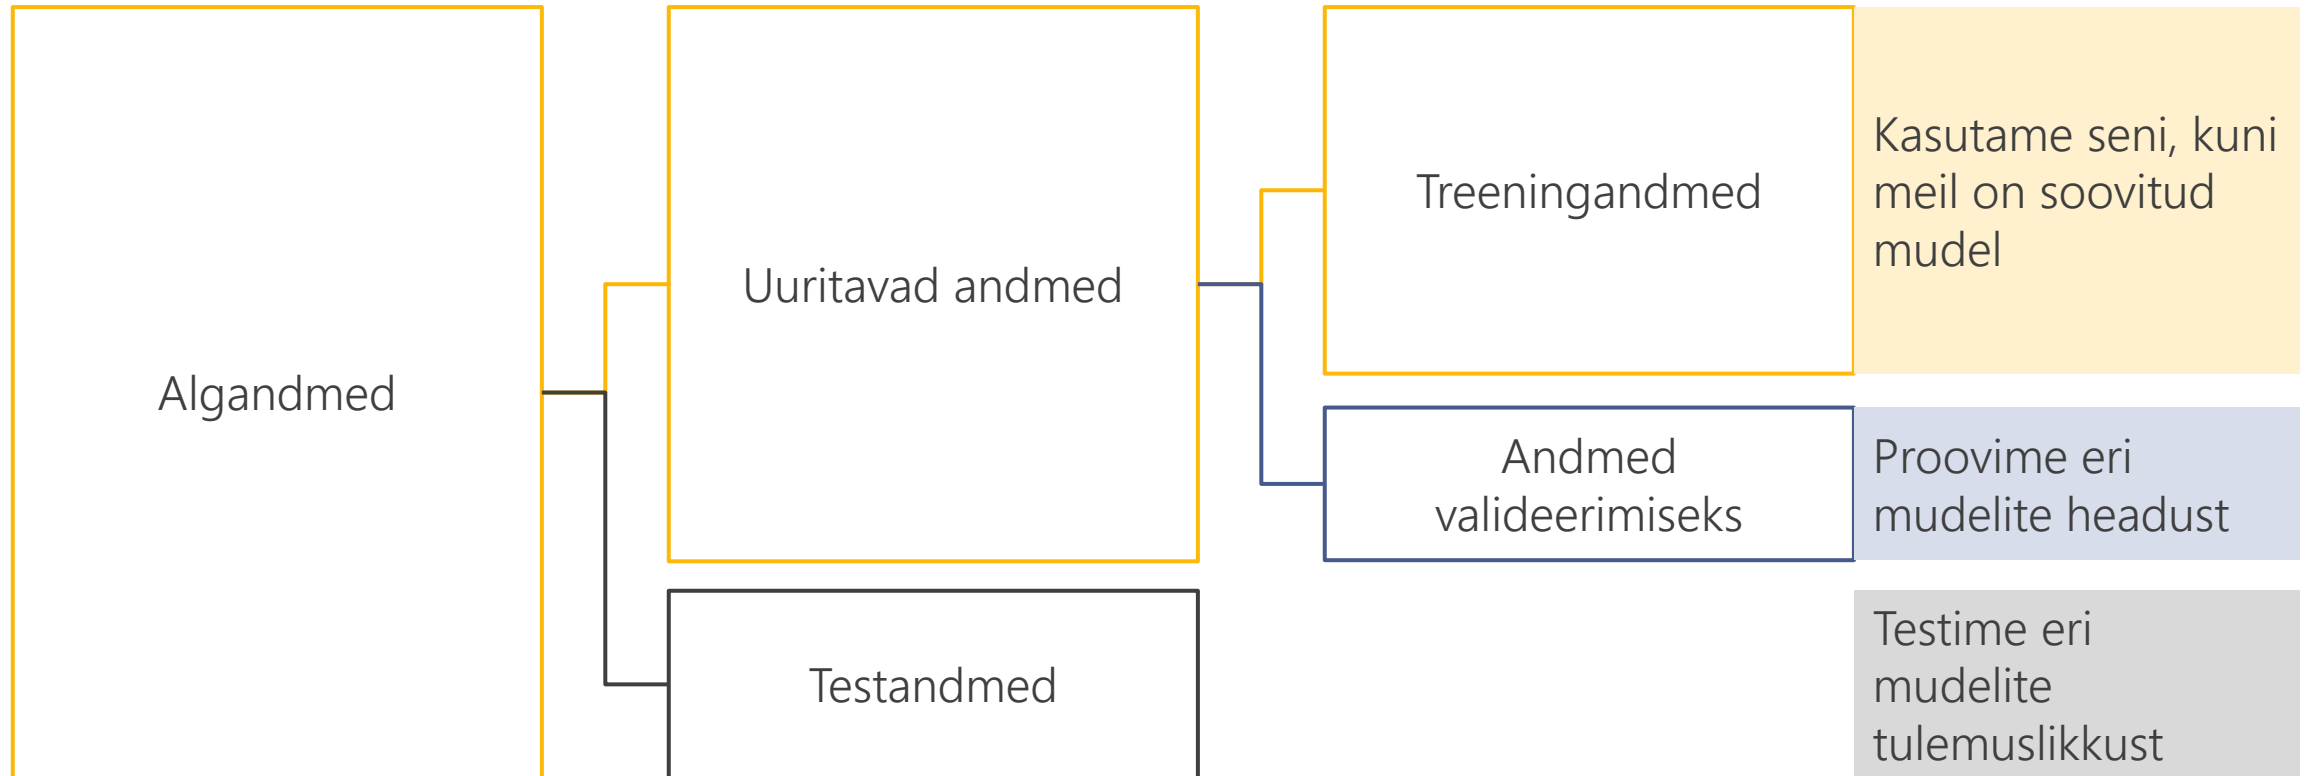 Algandmed
Uuritavad andmed
Testandmed
Treeningandmed
Kasutame seni, kuni
meil on soovitud
mudel
Andmed
valideerimiseks
Proovime eri
mudelite headust
Testime eri
mudelite
tulemuslikkust